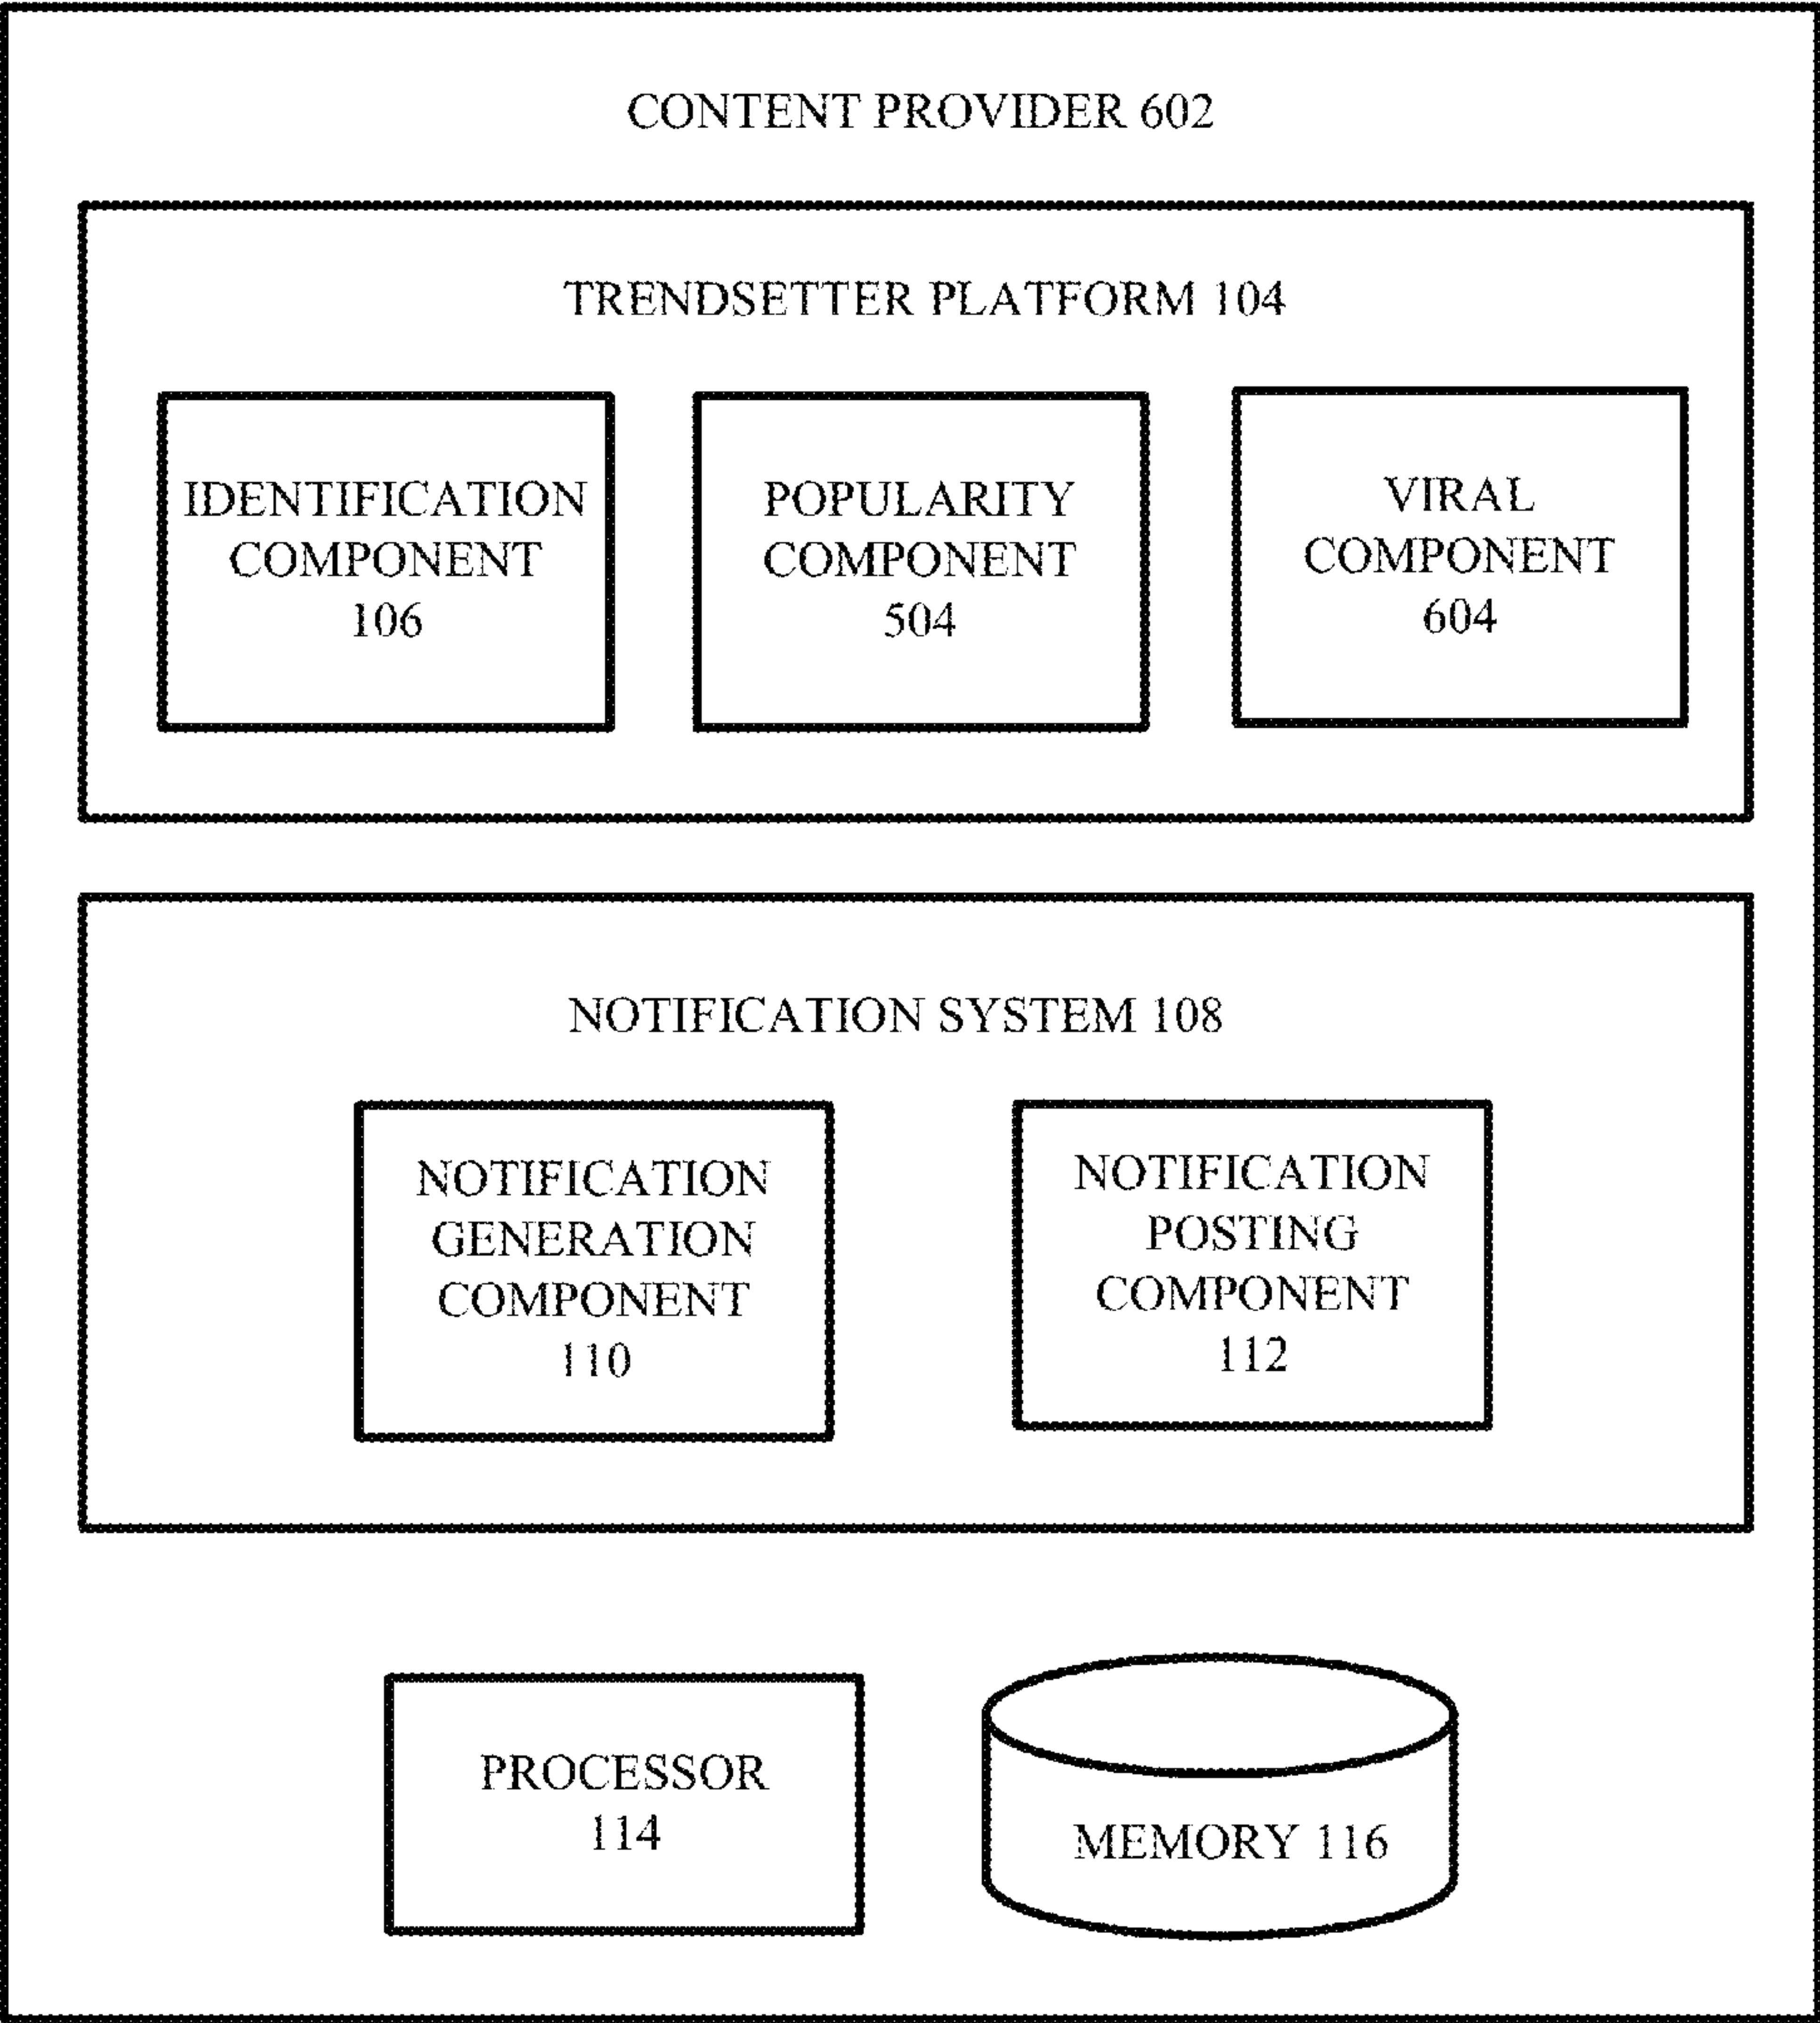 CONTENT PROVIDER 602
TRENDSETTER PLATFORM 104
IDENTIFICATION
COMPONENT
106
POPULARITY
COMPONENT
504
VIRAL
COMPONENT
604
NOTIFICATION SYSTEM 108
NOTIFICATION
GENERATION
COMPONENT
110
NOTIFICATION
POSTING
COMPONENT
112
PROCESSOR
114
MEMORY 116